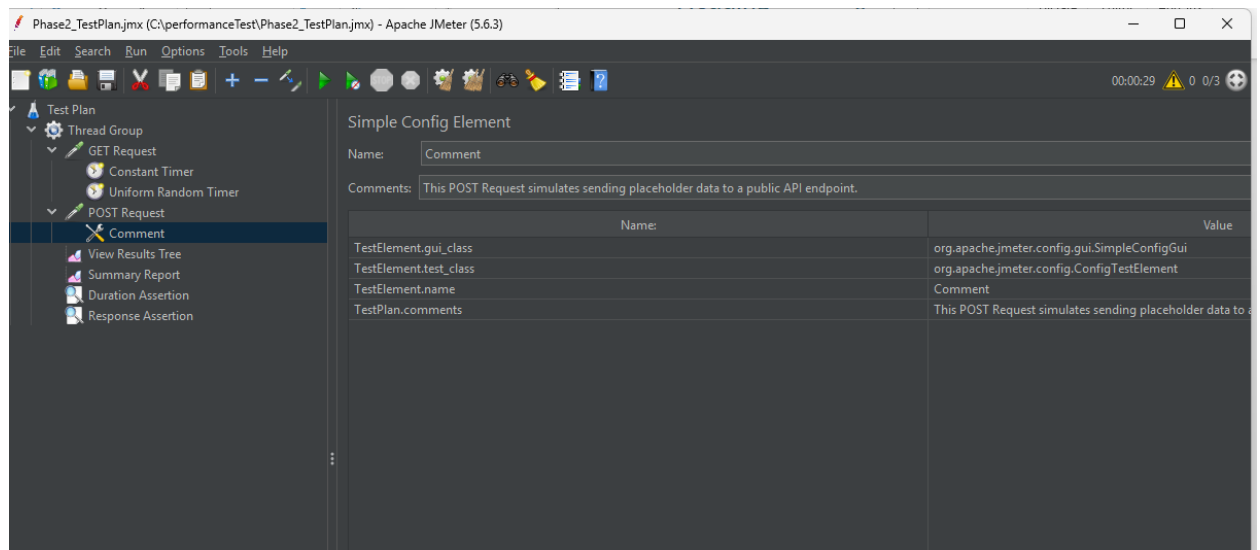 Phase2_TestPlan.jmx (C:\performanceTest\Phase2_TestPlan.jmx) - Apache JMeter (5.6.3)
File Edit Search Run Options Tools Help
00:00:29 0 0/3
Test Plan
Thread Group
GET Request
Constant Timer
Uniform Random Timer
POST Request
Comment
View Results Tree
Summary Report
Duration Assertion
Response Assertion
Simple Config Element
Name: Comment
Comments: This POST Request simulates sending placeholder data to a public API endpoint.
Name: Value
TestElement.gui_class org.apache.jmeter.config.gui.SimpleConfigGui
TestElement.test_class org.apache.jmeter.config.ConfigTestElement
TestElement.name Comment
TestPlan.comments This POST Request simulates sending placeholder data to a